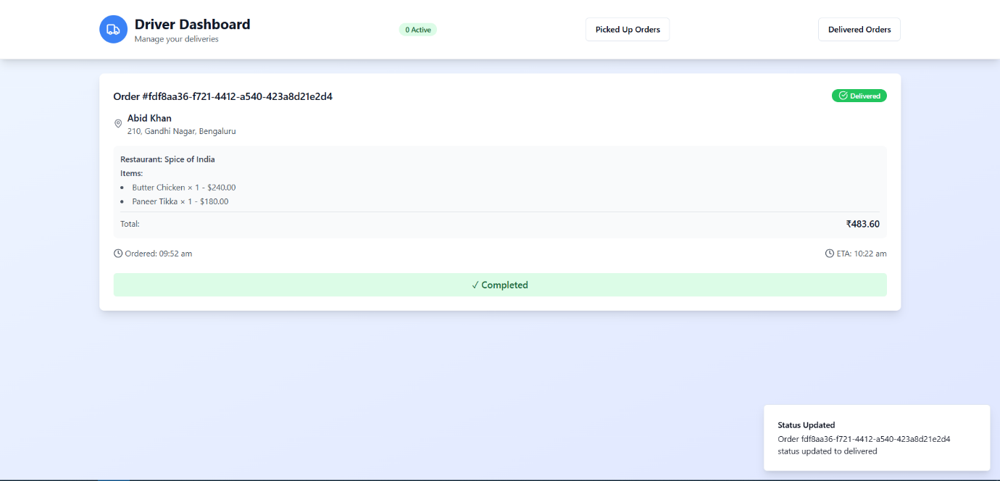 Driver Dashboard
Manage your deliveries
0 Active
Picked Up Orders
Delivered Orders
Order #fdf8aa36-f721-4412-a540-423a8d21e2d4
Delivered
Abid Khan
210, Gandhi Nagar, Bengaluru
Restaurant: Spice of India
Items:
• Butter Chicken × 1 - $240.00
• Paneer Tikka × 1 - $180.00
Total: ₹483.60
Ordered: 09:52 am
ETA: 10:22 am
✓ Completed
Status Updated
Order fdf8aa36-f721-4412-a540-423a8d21e2d4
status updated to delivered